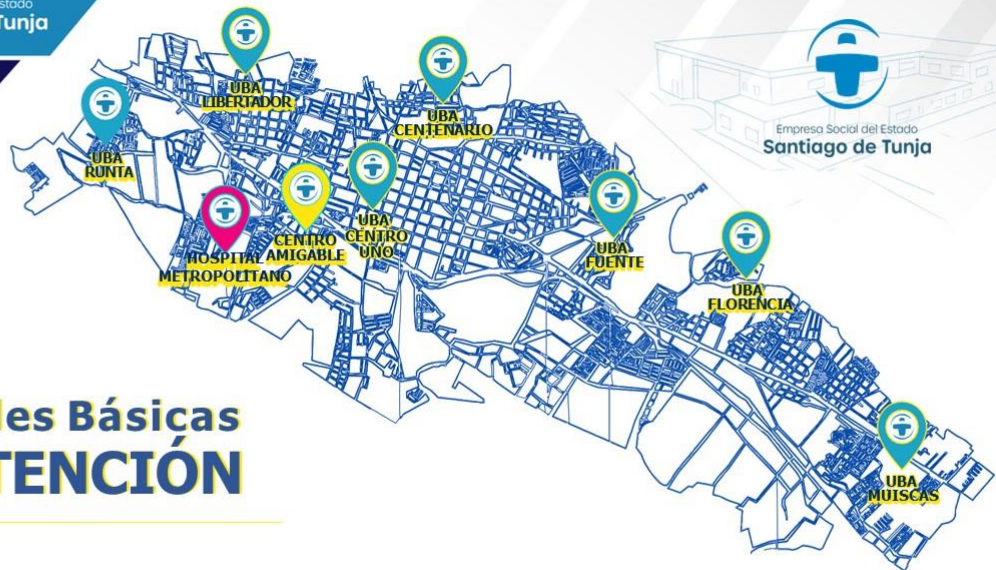 stado
Tunja
UBA
LIBERTADOR
UBA
CENTENARIO
UBA
RUNTA
HOSPITAL
METROPOLITANO
CENTRO
AMIGABLE
UBA
CENTRO
UNO
UBA
FUENTE
UBA
FLORENCIA
UBA
MUISCAS
Empresa Social del Estado
Santiago de Tunja
des Básicas
TENCIÓN